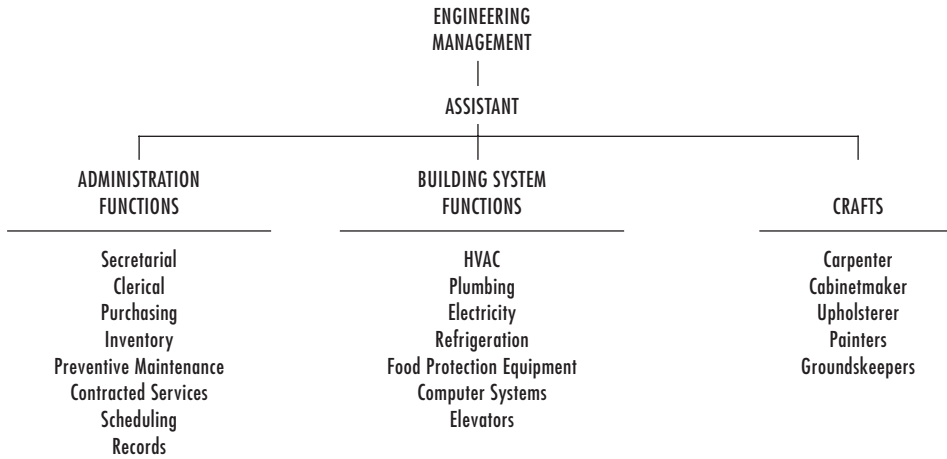 ENGINEERING
MANAGEMENT
ASSISTANT
ADMINISTRATION
FUNCTIONS
Secretarial
Clerical
Purchasing
Inventory
Preventive Maintenance
Contracted Services
Scheduling
Records
BUILDING SYSTEM
FUNCTIONS
HVAC
Plumbing
Electricity
Refrigeration
Food Protection Equipment
Computer Systems
Elevators
CRAFTS
Carpenter
Cabinetmaker
Upholsterer
Painters
Groundskeepers